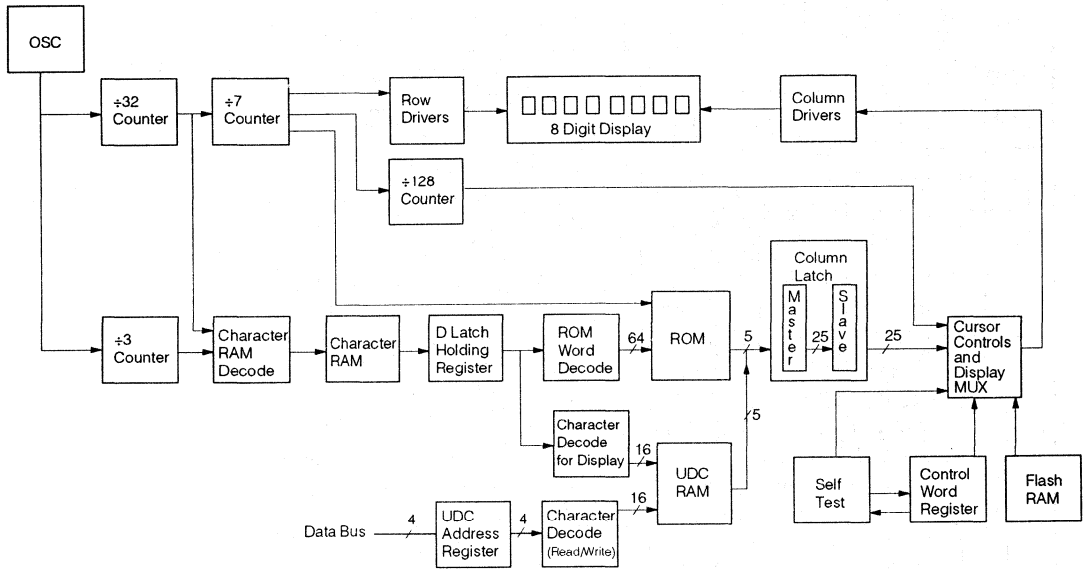 OSC
÷32
Counter
÷7
Counter
Row
Drivers
8 Digit Display
Column
Drivers
÷128
Counter
Column
Latch
Master
25
Slave
25
÷3
Counter
Character
RAM
Decode
Character
RAM
D Latch
Holding
Register
ROM
Word
Decode
64
ROM
5
Cursor
Controls
and
Display
MUX
5
Character
Decode
for Display
16
UDC
RAM
Self
Test
Control
Word
Register
Flash
RAM
Data Bus
4
UDC
Address
Register
4
Character
Decode
(Read/Write)
16